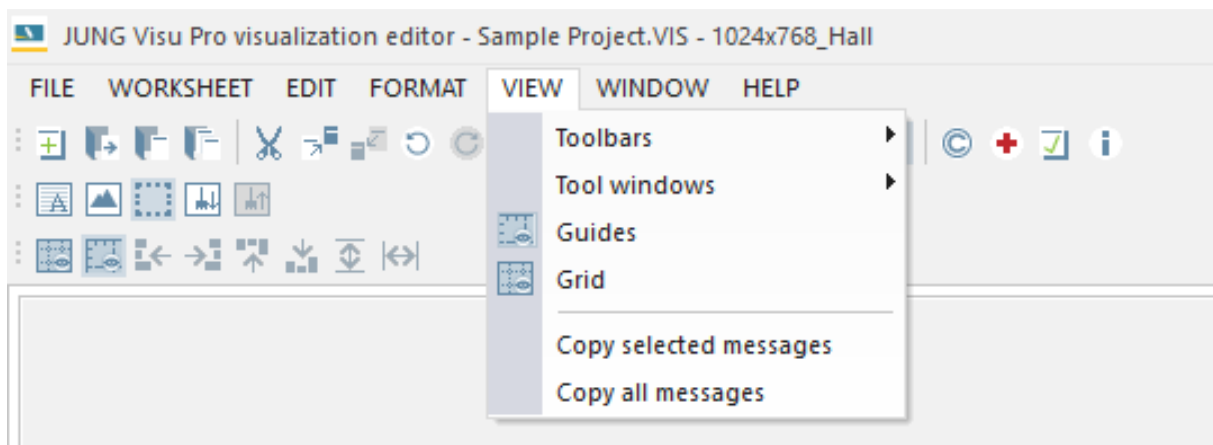 JUNG Visu Pro visualization editor - Sample Project.VIS - 1024x768_Hall
FILE WORKSHEET EDIT FORMAT VIEW WINDOW HELP
Toolbars
Tool windows
Guides
Grid
Copy selected messages
Copy all messages